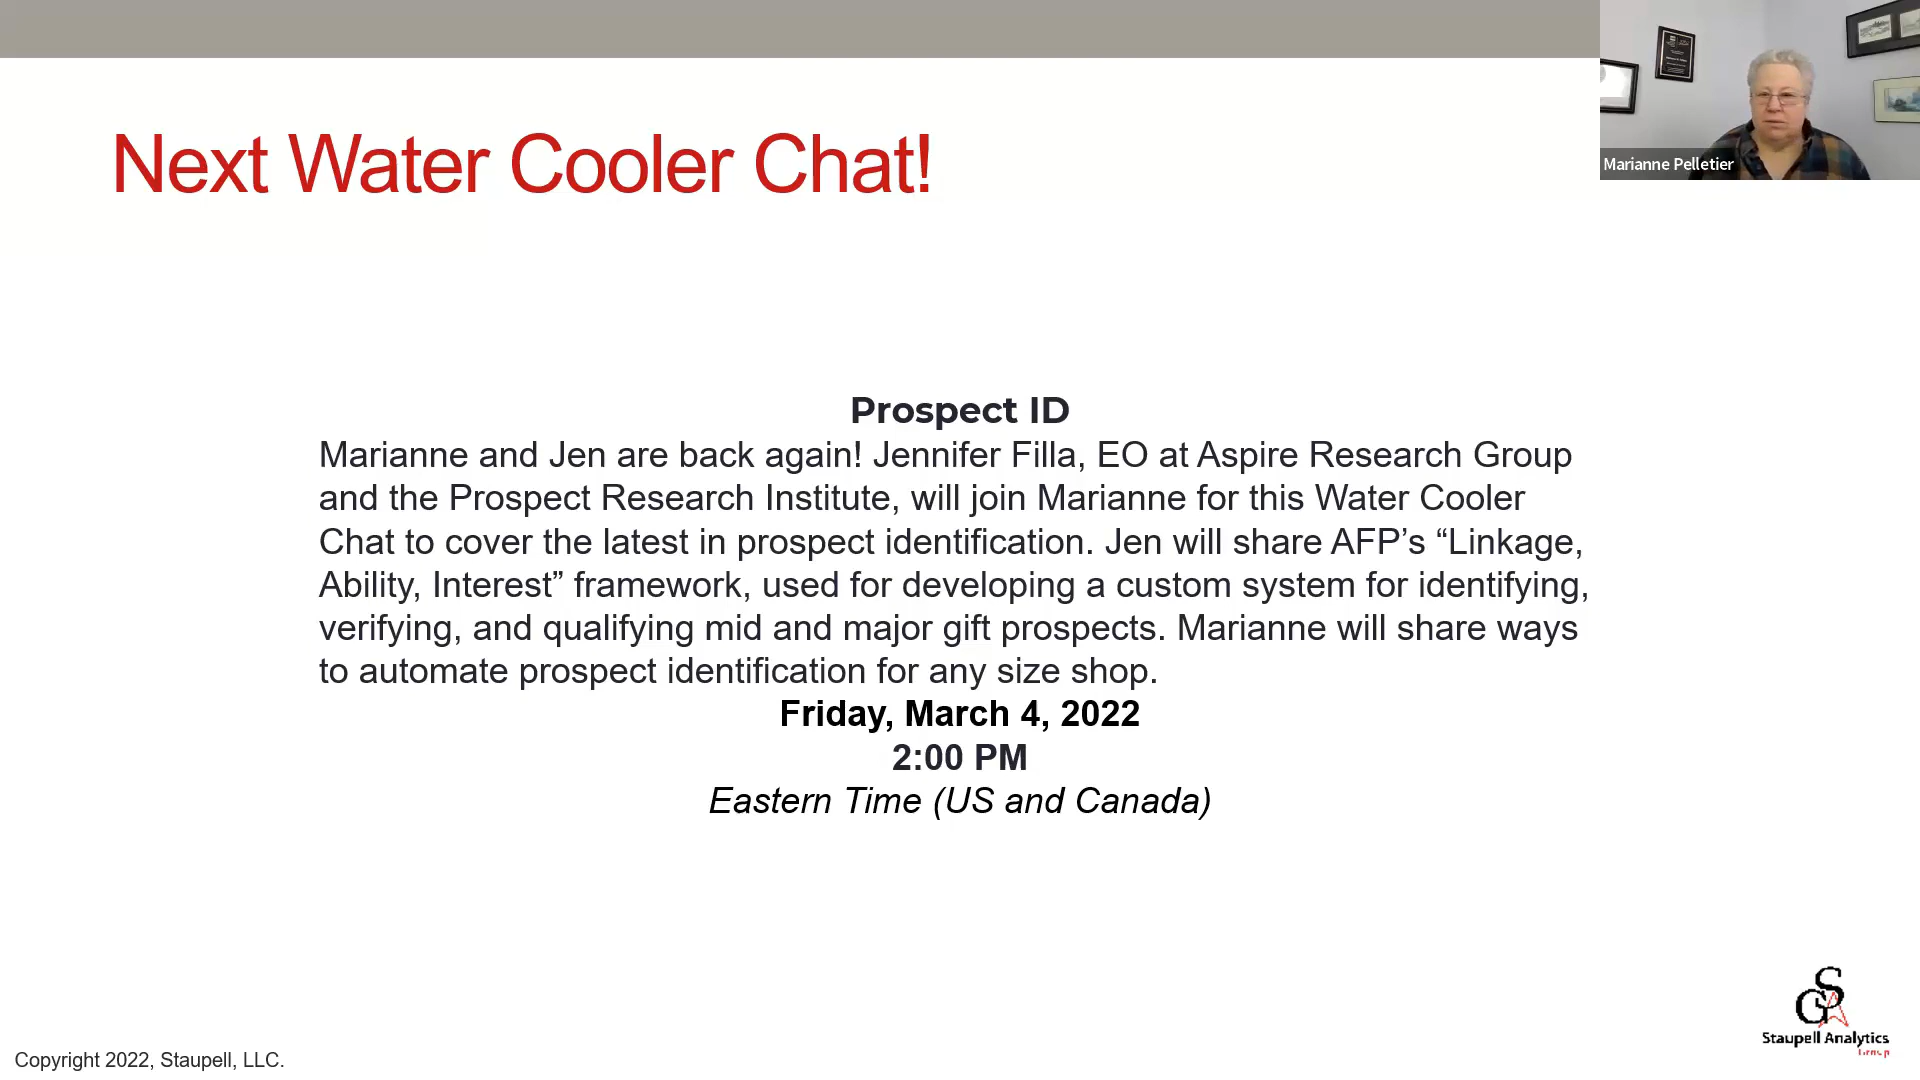 Next Water Cooler Chat!
Marianne Pelletier
Prospect ID
Marianne and Jen are back again! Jennifer Filla, EO at Aspire Research Group
and the Prospect Research Institute, will join Marianne for this Water Cooler
Chat to cover the latest in prospect identification. Jen will share AFP’s “Linkage,
Ability, Interest” framework, used for developing a custom system for identifying,
verifying, and qualifying mid and major gift prospects. Marianne will share ways
to automate prospect identification for any size shop.
Friday, March 4, 2022
2:00 PM
Eastern Time (US and Canada)
Staupell Analytics
Group
Copyright 2022, Staupell, LLC.